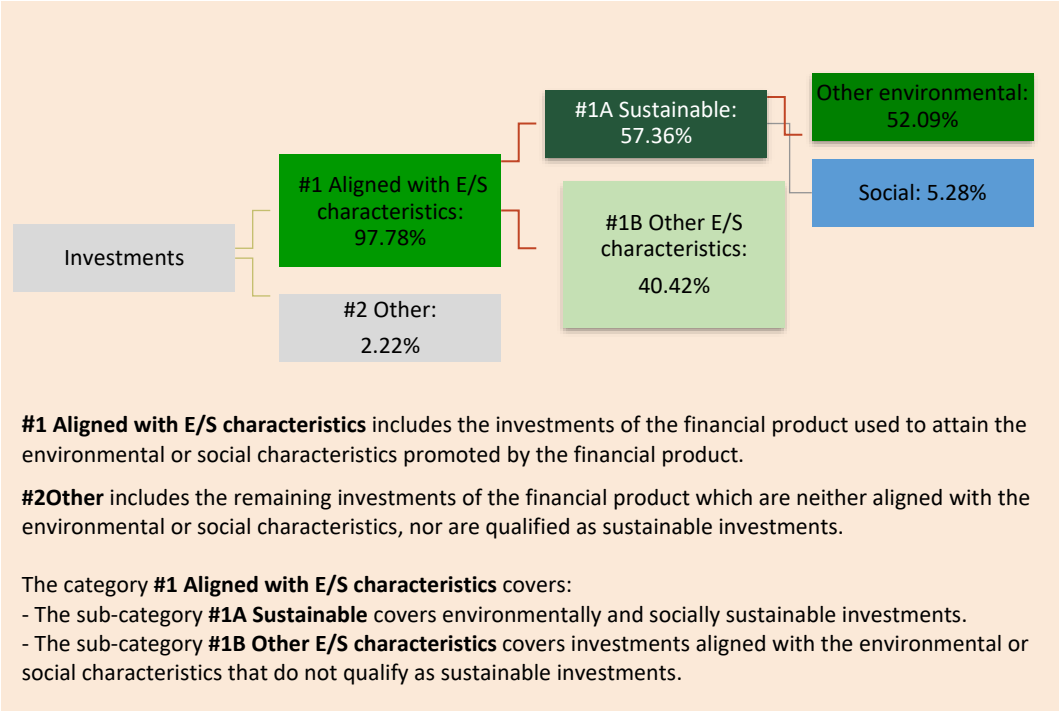 Investments
#1 Aligned with E/S
characteristics:
97.78%
#2 Other:
2.22%
#1A Sustainable:
57.36%
#1B Other E/S
characteristics:
40.42%
Other environmental:
52.09%
Social: 5.28%
#1 Aligned with E/S characteristics includes the investments of the financial product used to attain the
environmental or social characteristics promoted by the financial product.
#2Other includes the remaining investments of the financial product which are neither aligned with the
environmental or social characteristics, nor are qualified as sustainable investments.
The category #1 Aligned with E/S characteristics covers:
- The sub-category #1A Sustainable covers environmentally and socially sustainable investments.
- The sub-category #1B Other E/S characteristics covers investments aligned with the environmental or
social characteristics that do not qualify as sustainable investments.